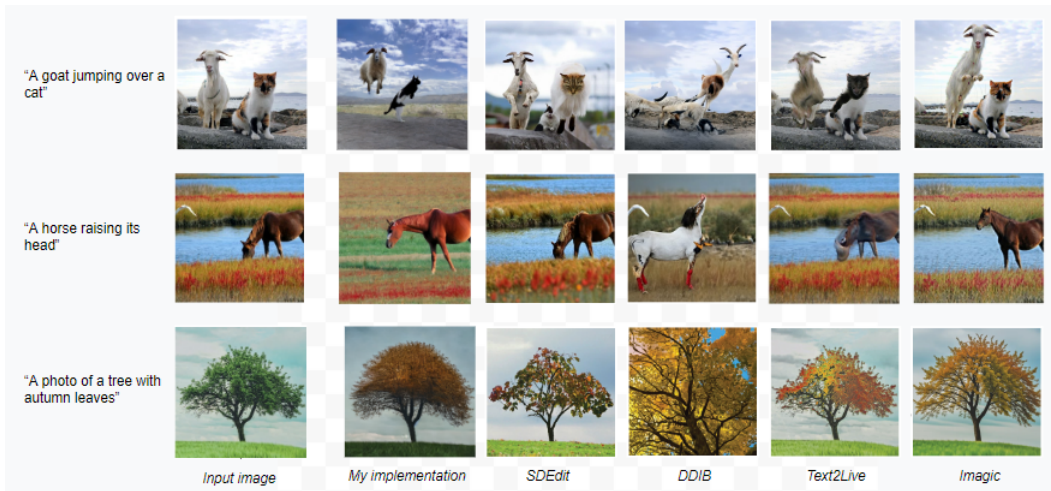 “A goat jumping over a
cat”
“A horse raising its
head”
“A photo of a tree with
autumn leaves”
Input image
My implementation
SDEdit
DDIB
Text2Live
Imagic